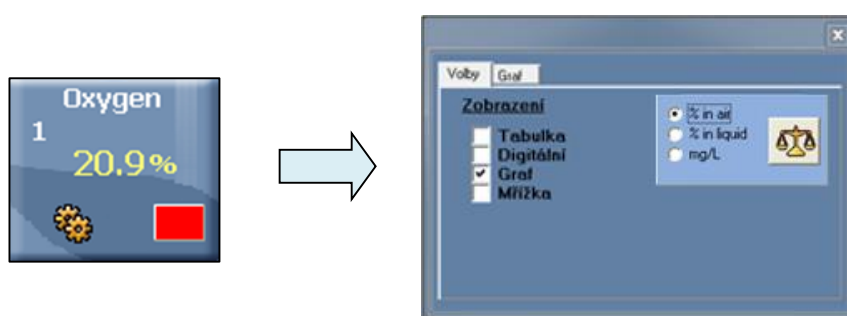 Oxygen
1
20.9%
x
Volby Graf
Zobrazení
Tabulka
Digitální
Graf
Mřížka
% in air
% in liquid
mg/L